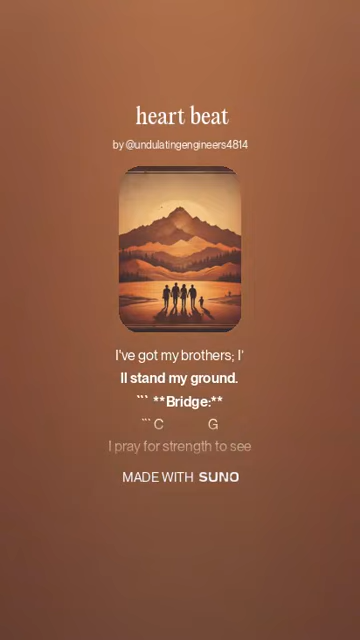 heart beat
by @undulatingengineers4814
I've got my brothers; I'
ll stand my ground.
``` **Bridge:**
``` C G
I pray for strength to see
MADE WITH SUNO